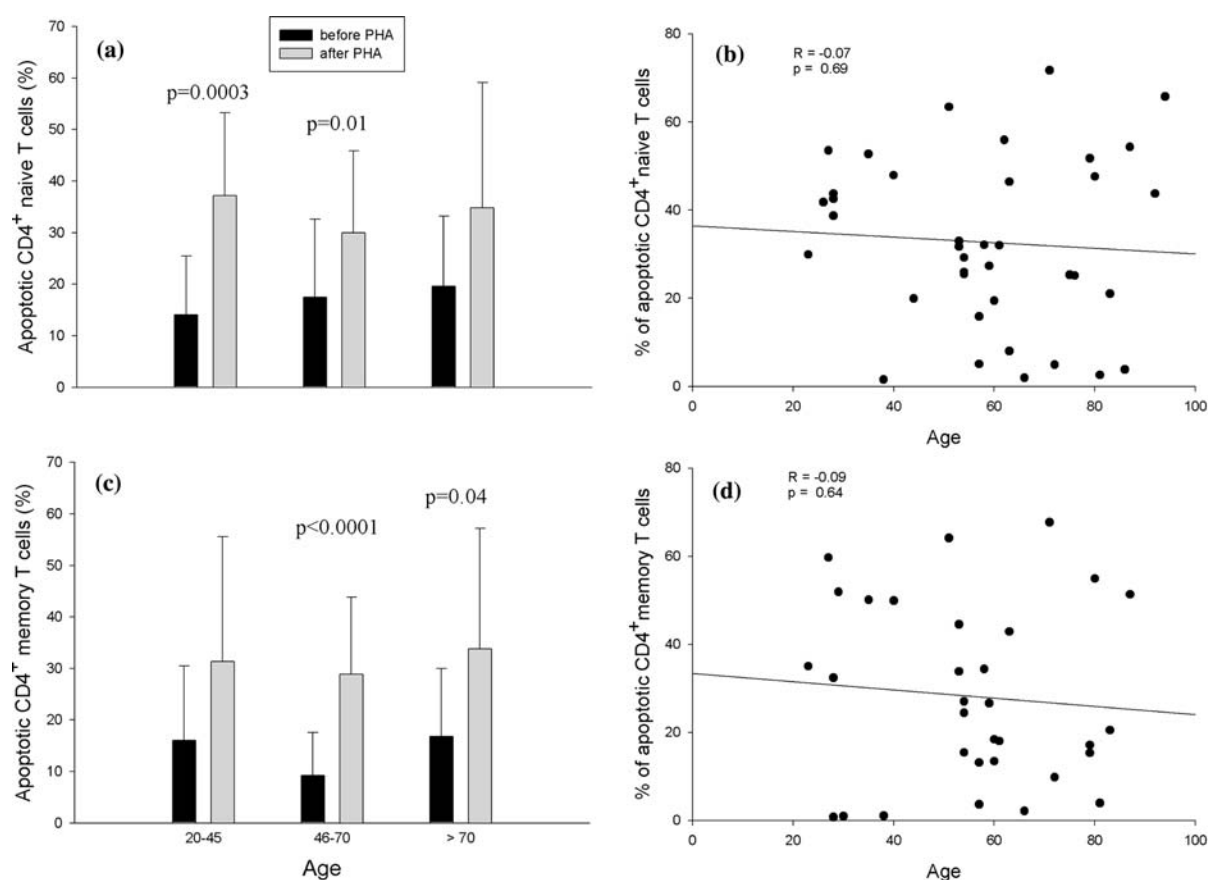 (a)
before PHA
after PHA
p=0.0003
p=0.01
Apoptotic CD4+ naive T cells (%)
70
60
50
40
30
20
10
0
(b)
R = -0.07
p = 0.69
% of apoptotic CD4+naive T cells
80
60
40
20
0
0 20 40 60 80 100
Age
(c)
p<0.0001
p=0.04
Apoptotic CD4+ memory T cells (%)
70
60
50
40
30
20
10
0
20-45 46-70 > 70
Age
(d)
R = -0.09
p = 0.64
% of apoptotic CD4+memory T cells
80
60
40
20
0
0 20 40 60 80 100
Age